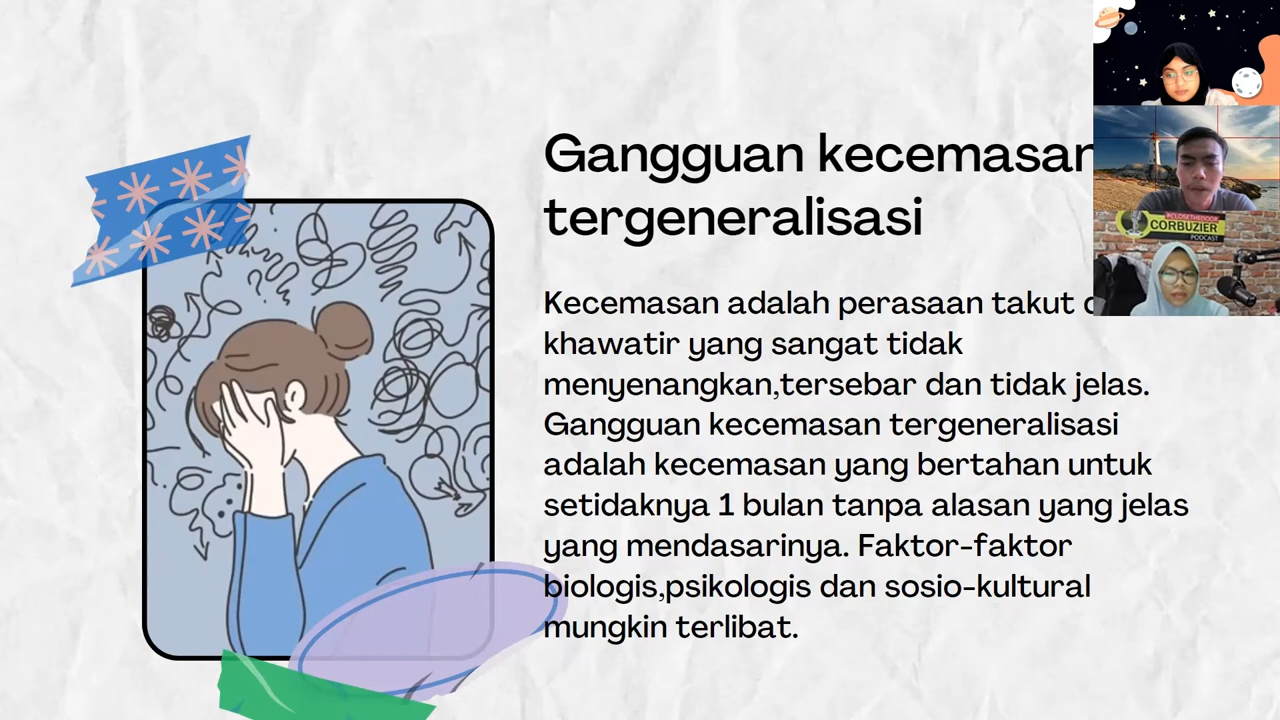 Gangguan kecemasan
tergeneralisasi
Kecemasan adalah perasaan takut
khawatir yang sangat tidak
menyenangkan,tersebar dan tidak jelas.
Gangguan kecemasan tergeneralisasi
adalah kecemasan yang bertahan untuk
setidaknya 1 bulan tanpa alasan yang jelas
yang mendasarinya. Faktor-faktor
biologis,psikologis dan sosio-kultural
mungkin terlibat.
#CLOSETHEDOOR
CORBUZIER
PODCAST